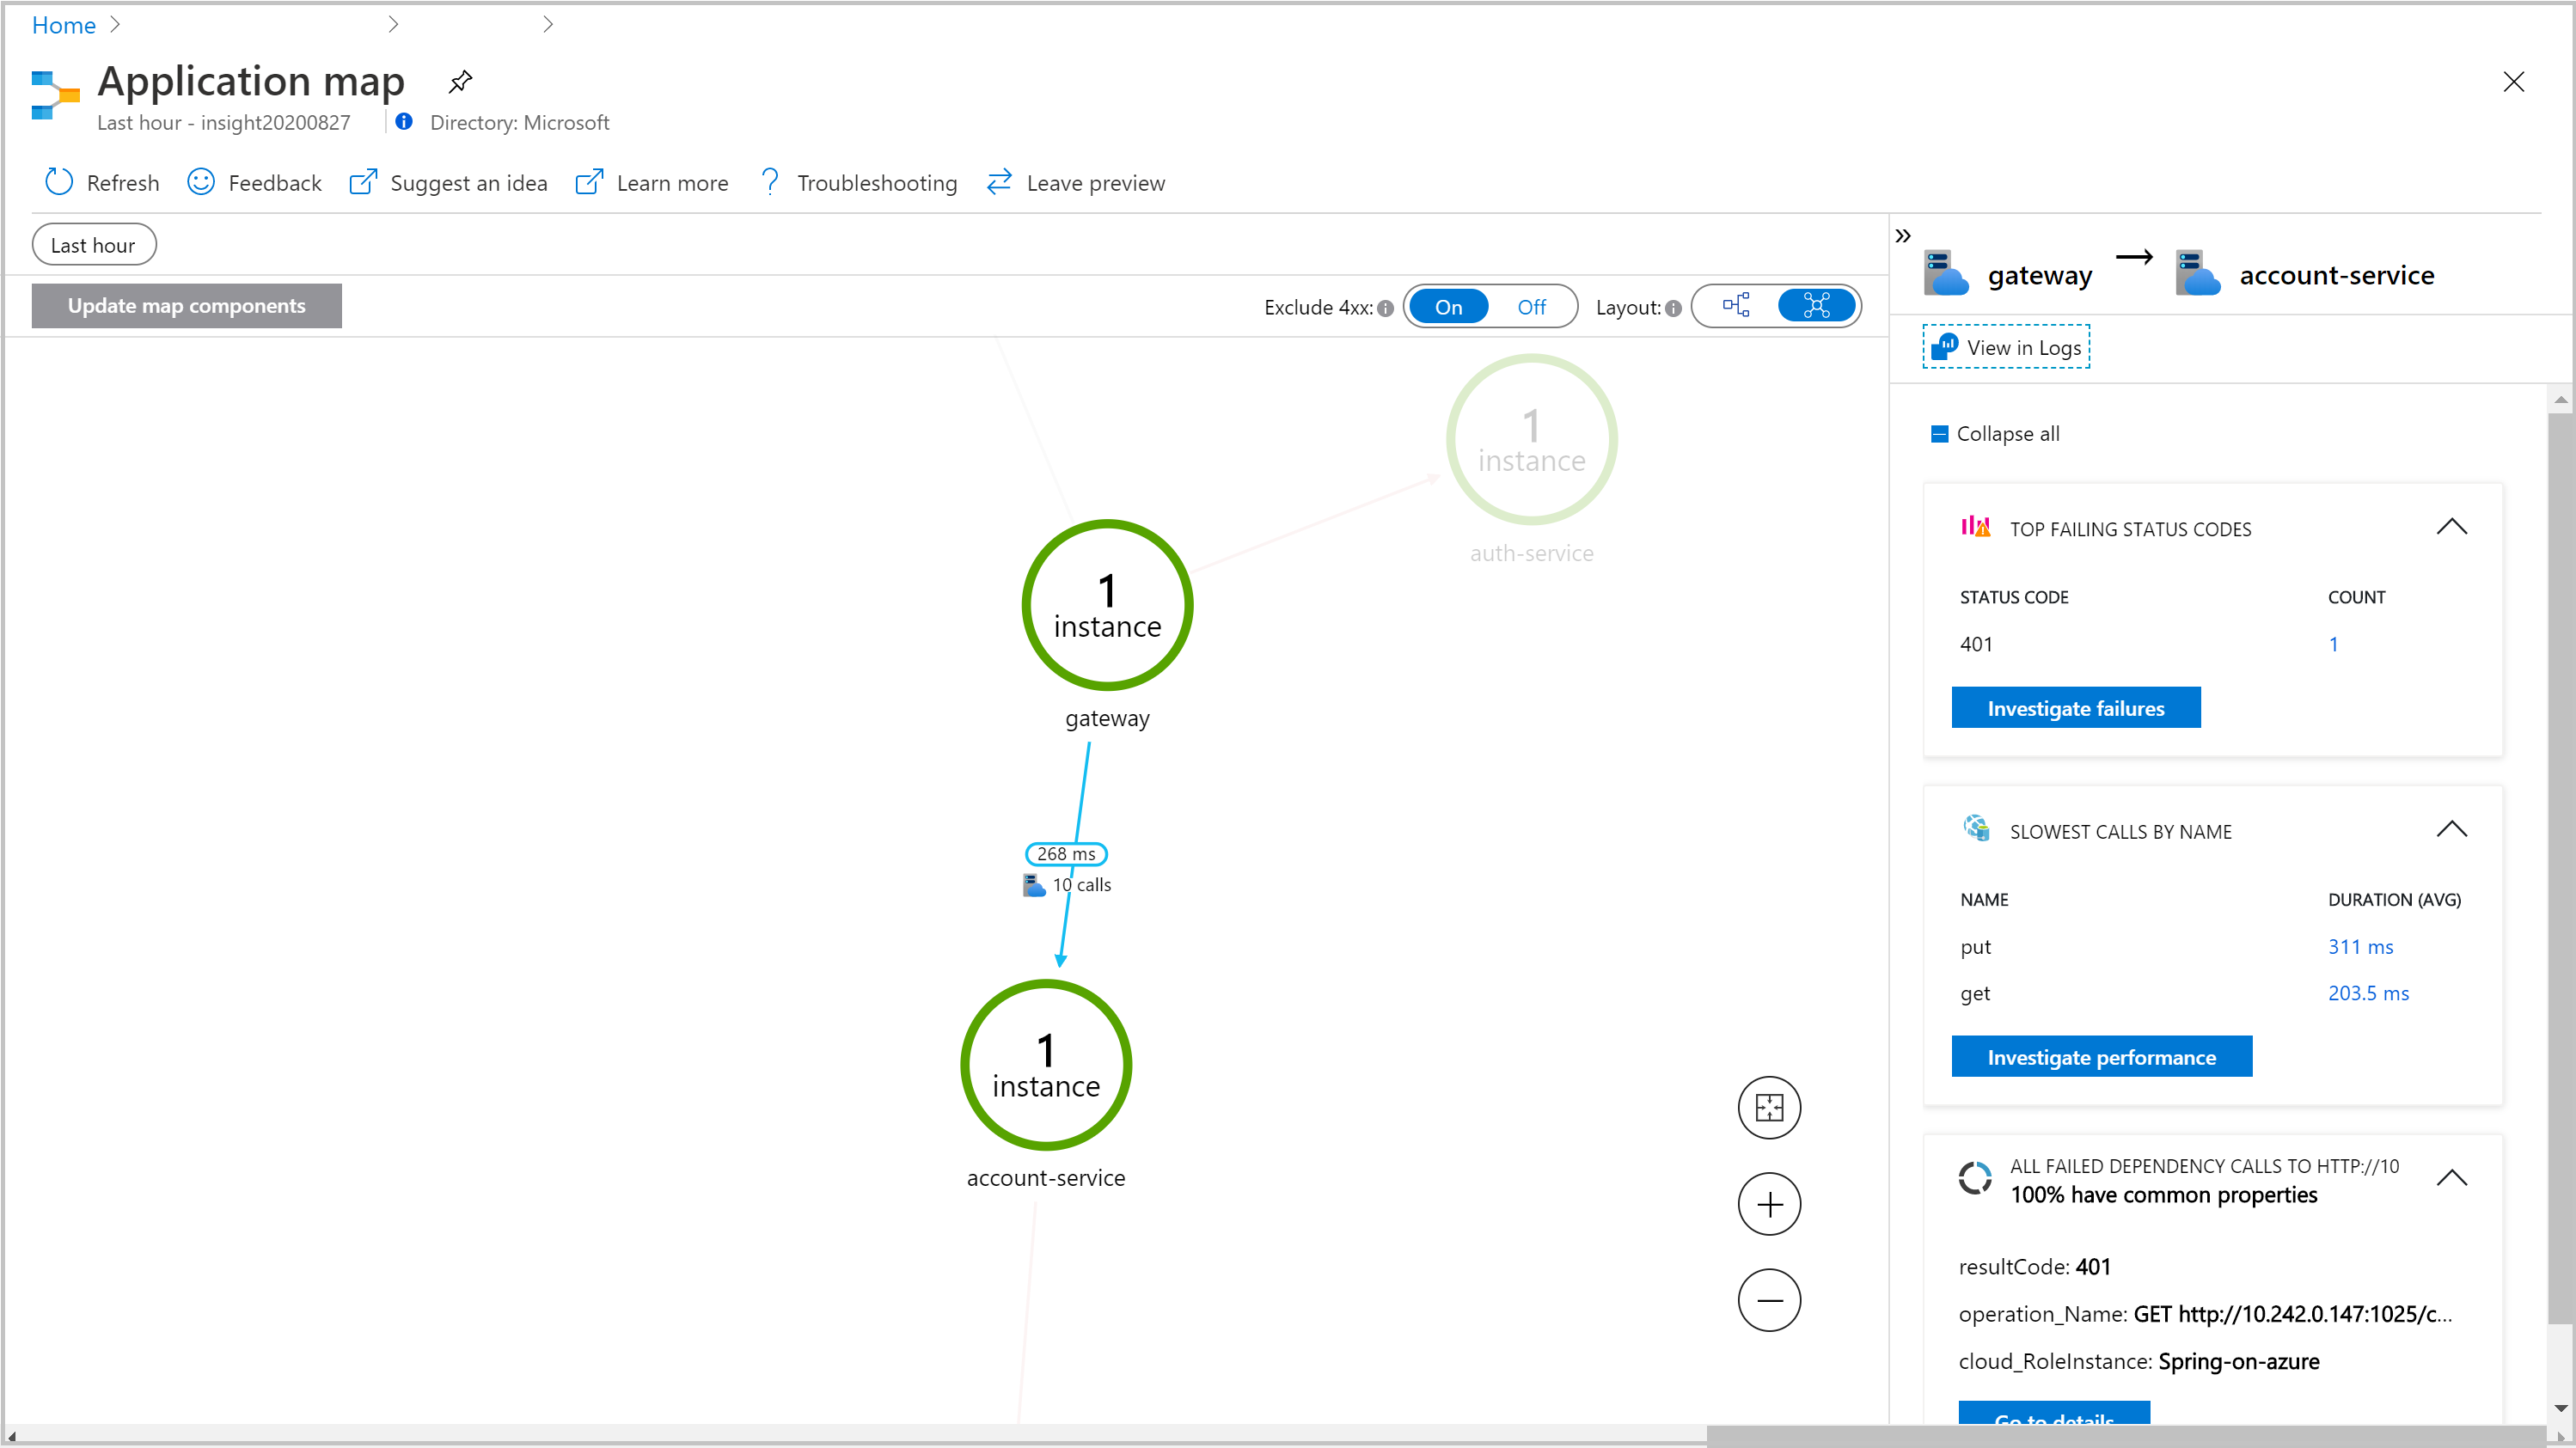 Home
Application map
Last hour - insight20200827
Directory: Microsoft
Refresh
Feedback
Suggest an idea
Learn more
Troubleshooting
Leave preview
Last hour
Update map components
Exclude 4xx:
On
Off
Layout:
1
instance
auth-service
1
instance
gateway
268 ms
10 calls
1
instance
account-service
gateway
account-service
View in Logs
Collapse all
TOP FAILING STATUS CODES
STATUS CODE COUNT
401 1
Investigate failures
SLOWEST CALLS BY NAME
NAME DURATION (AVG)
put 311 ms
get 203.5 ms
Investigate performance
ALL FAILED DEPENDENCY CALLS TO HTTP://10
100% have common properties
resultCode: 401
operation_Name: GET http://10.242.0.147:1025/c...
cloud_RoleInstance: Spring-on-azure
Go to details